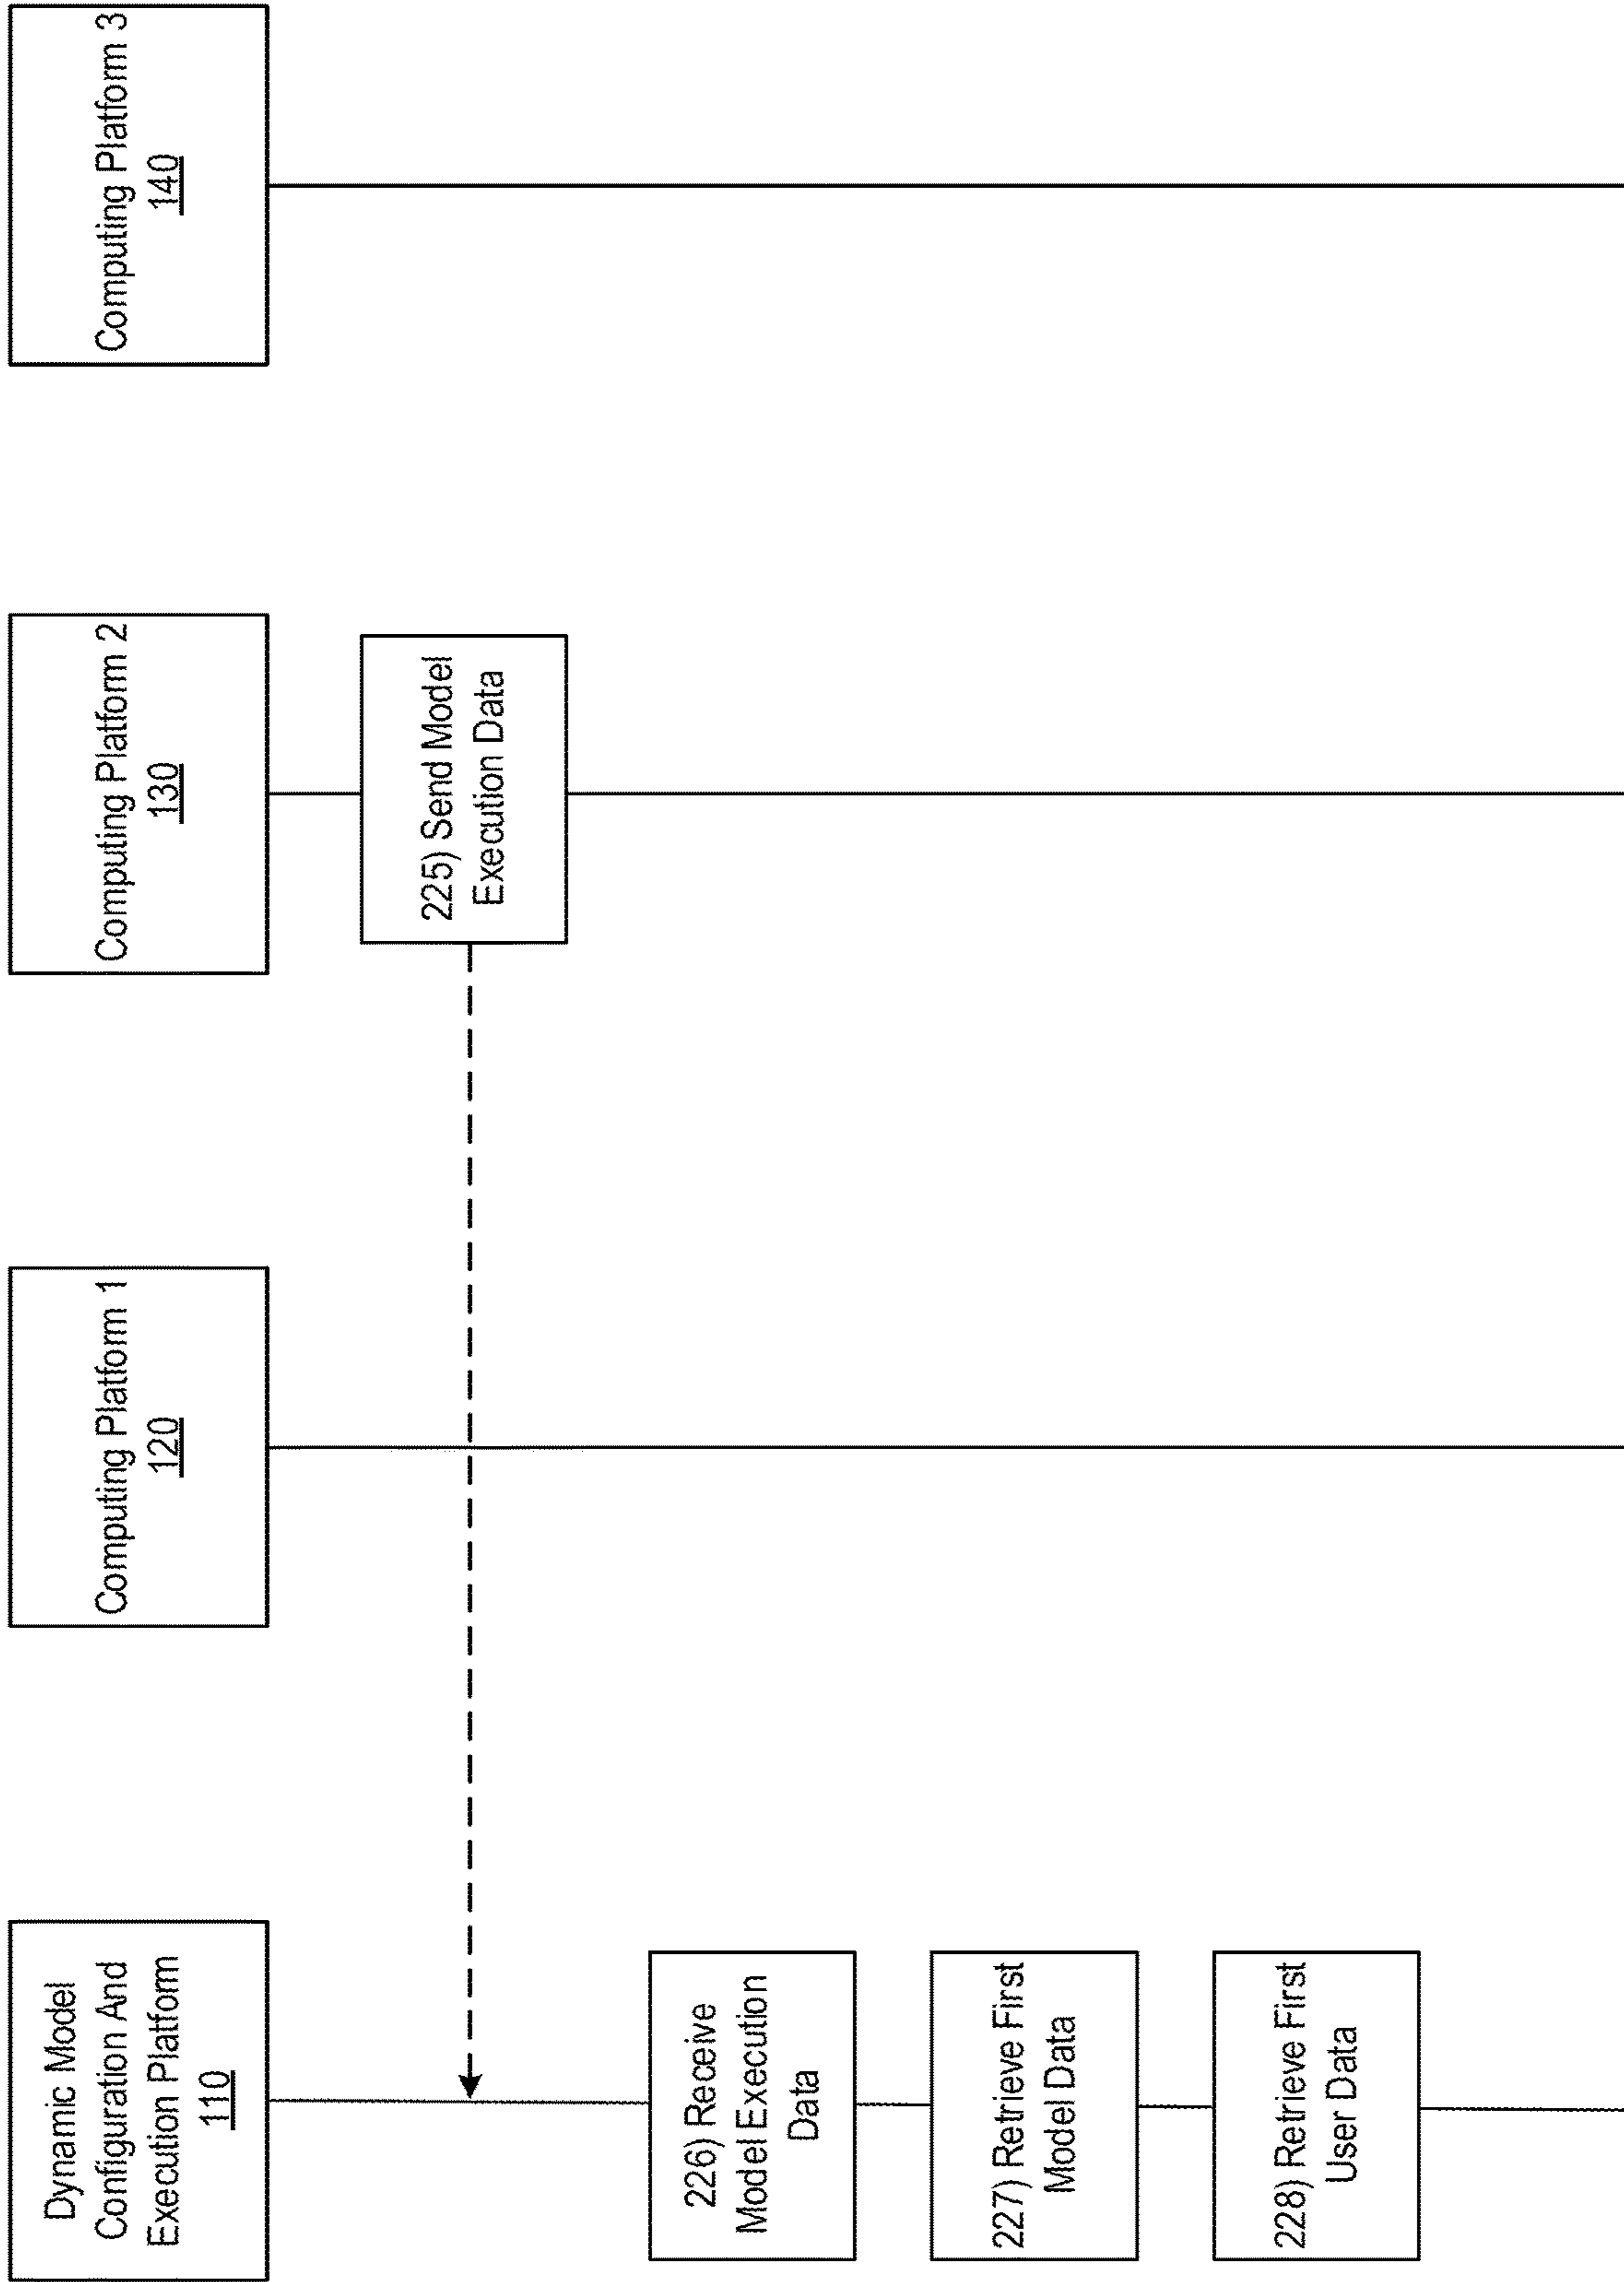 Dynamic Model
Configuration And
Execution Platform
110
Computing Platform 1
120
Computing Platform 2
130
Computing Platform 3
140
225) Send Model
Execution Data
226) Receive
Model Execution
Data
227) Retrieve First
Model Data
228) Retrieve First
User Data